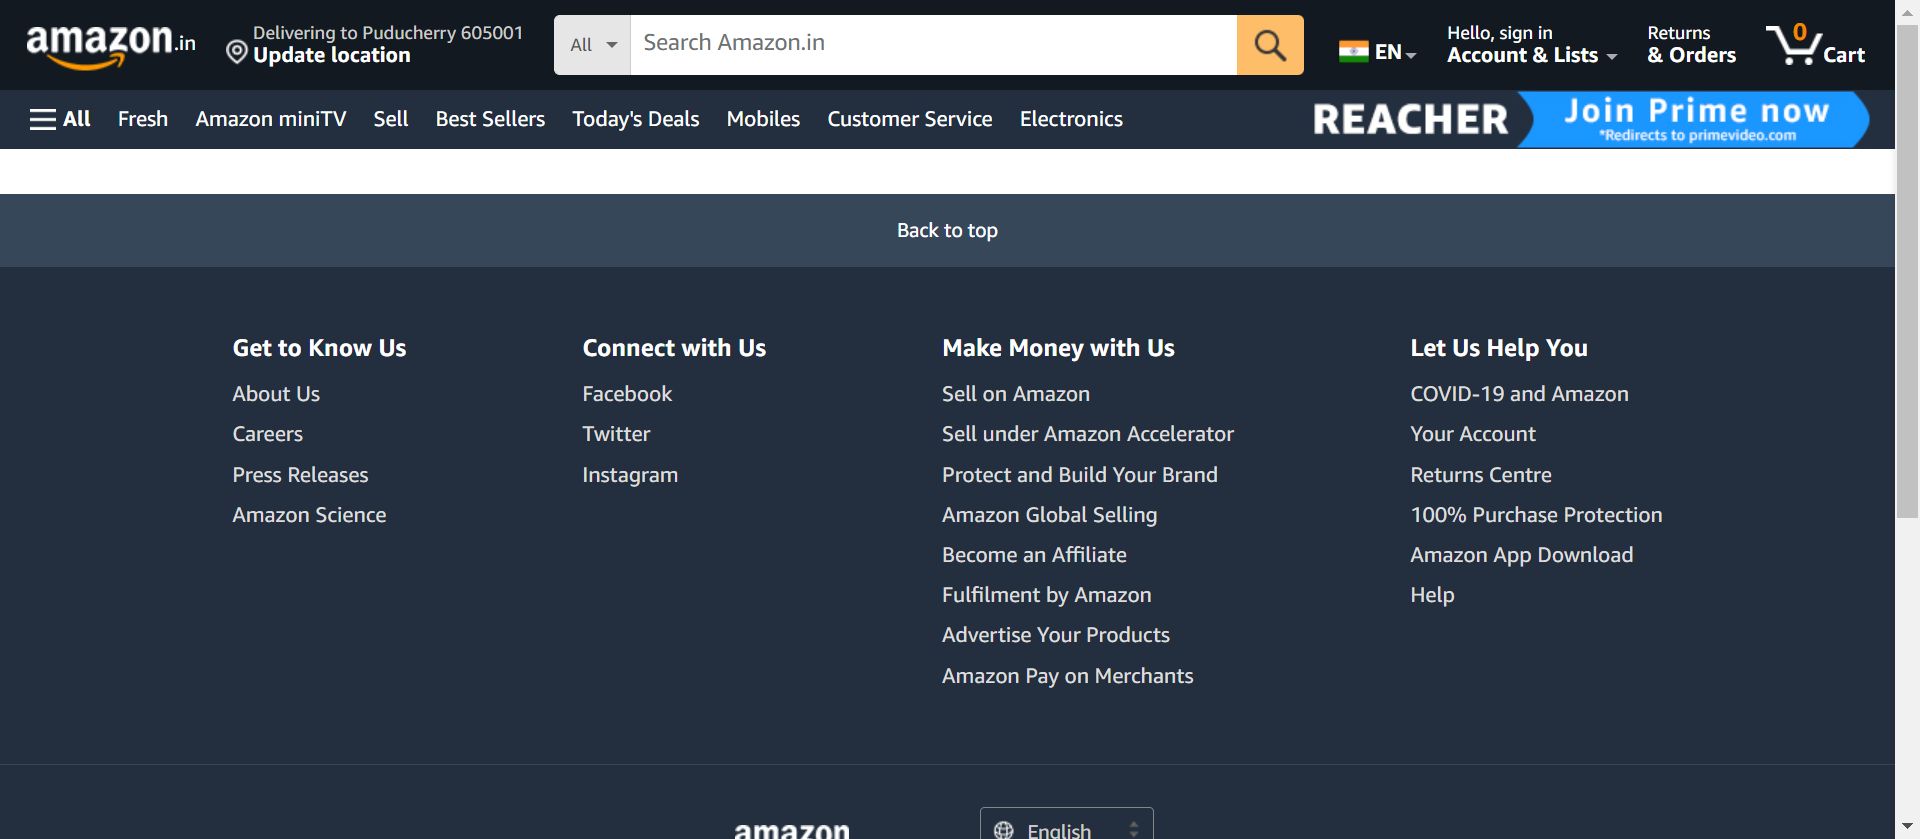 amazon.in
Delivering to Puducherry 605001
Update location
All
Search Amazon.in
EN
Hello, sign in
Account & Lists
Returns
& Orders
0
Cart
All
Fresh
Amazon miniTV
Sell
Best Sellers
Today's Deals
Mobiles
Customer Service
Electronics
REACHER
Join Prime now
*Redirects to primevideo.com
Back to top
Get to Know Us
About Us
Careers
Press Releases
Amazon Science
Connect with Us
Facebook
Twitter
Instagram
Make Money with Us
Sell on Amazon
Sell under Amazon Accelerator
Protect and Build Your Brand
Amazon Global Selling
Become an Affiliate
Fulfilment by Amazon
Advertise Your Products
Amazon Pay on Merchants
Let Us Help You
COVID-19 and Amazon
Your Account
Returns Centre
100% Purchase Protection
Amazon App Download
Help
amazon
English